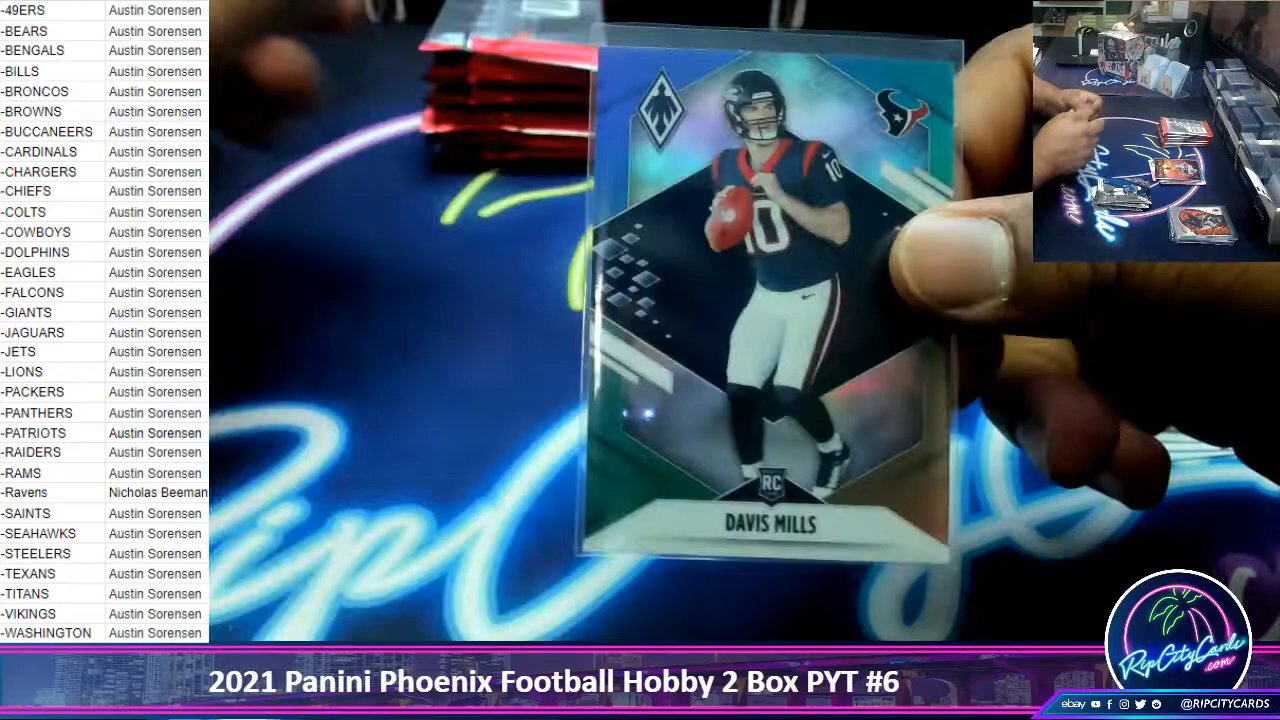 -49ERS Austin Sorensen
-BEARS Austin Sorensen
-BENGALS Austin Sorensen
-BILLS Austin Sorensen
-BRONCOS Austin Sorensen
-BROWNS Austin Sorensen
-BUCCANEERS Austin Sorensen
-CARDINALS Austin Sorensen
-CHARGERS Austin Sorensen
-CHIEFS Austin Sorensen
-COLTS Austin Sorensen
-COWBOYS Austin Sorensen
-DOLPHINS Austin Sorensen
-EAGLES Austin Sorensen
-FALCONS Austin Sorensen
-GIANTS Austin Sorensen
-JAGUARS Austin Sorensen
-JETS Austin Sorensen
-LIONS Austin Sorensen
-PACKERS Austin Sorensen
-PANTHERS Austin Sorensen
-PATRIOTS Austin Sorensen
-RAIDERS Austin Sorensen
-RAMS Austin Sorensen
-Ravens Nicholas Beeman
-SAINTS Austin Sorensen
-SEAHAWKS Austin Sorensen
-STEELERS Austin Sorensen
-TEXANS Austin Sorensen
-TITANS Austin Sorensen
-VIKINGS Austin Sorensen
-WASHINGTON Austin Sorensen
10
10
RC
DAVIS MILLS
RipCityCards
.com
2021 Panini Phoenix Football Hobby 2 Box PYT #6
ebay @RIPCITYCARDS